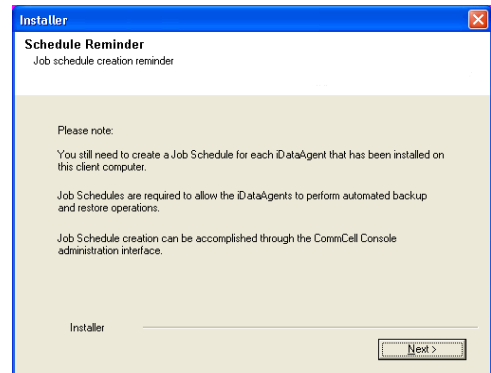 Installer
Schedule Reminder
Job schedule creation reminder
Please note:
You still need to create a Job Schedule for each iDataAgent that has been installed on
this client computer.
Job Schedules are required to allow the iDataAgents to perform automated backup
and restore operations.
Job Schedule creation can be accomplished through the CommCell Console
administration interface.
Installer
Next >